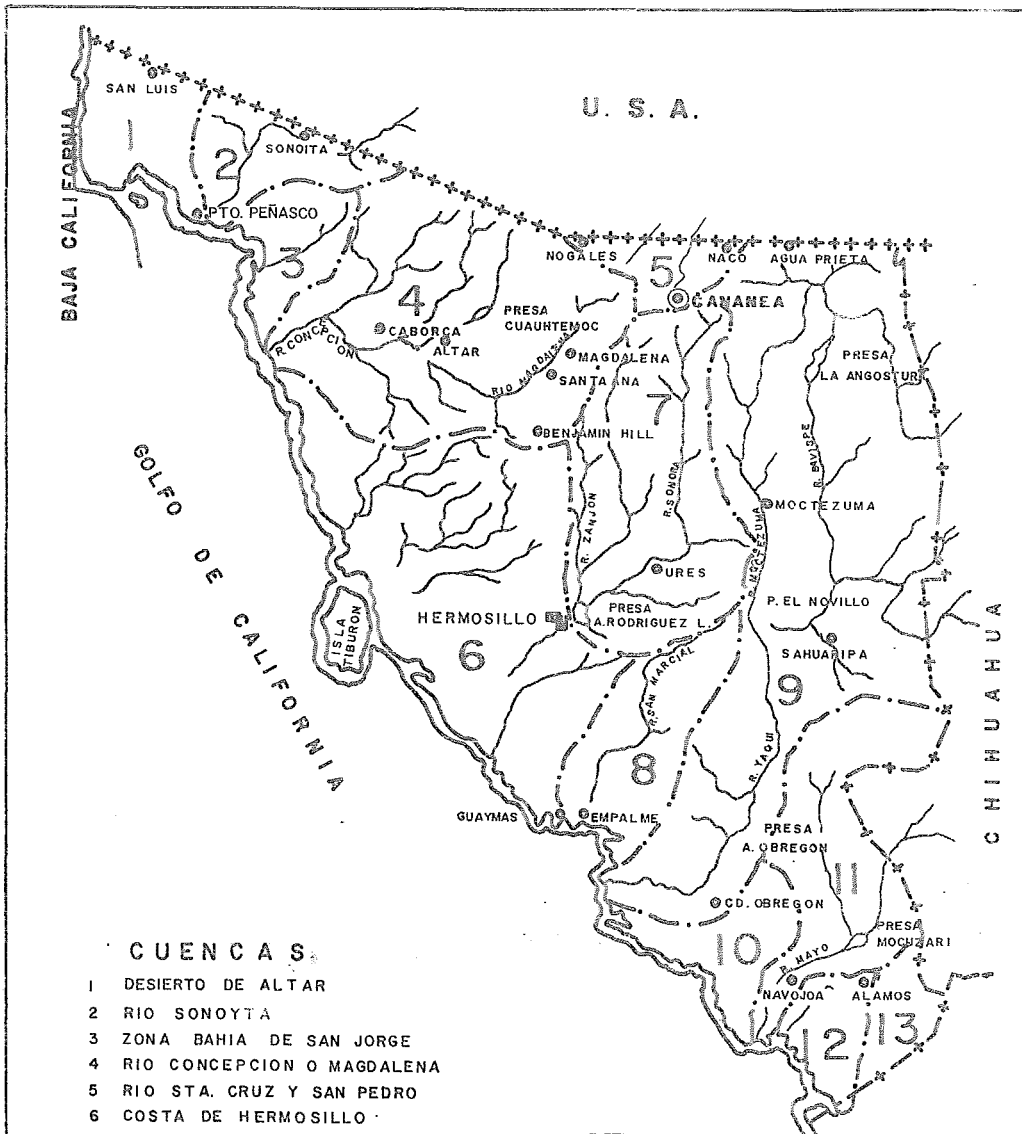 U. S. A.
SAN LUIS
BAJA CALIFORNIA
1
2
SONOITA
PTO. PEÑASCO
3
NOGALES
5
NACO
AGUA PRIETA
CANANEA
4
PRESA
CUAUHTEMOC
CABORCA
ALTAR
R. CONCEPCION
RIO MAGDALENA
MAGDALENA
SANTA ANA
PRESA
LA ANGOSTURA
7
BENJAMIN HILL
R. BAVISPE
R. SONORA
R. ZANJON
MOCTEZUMA
R. MOCTEZUMA
GOLFO DE CALIFORNIA
URES
HERMOSILLO
PRESA
A. RODRIGUEZ L.
P. EL NOVILLO
ISLA
TIBURON
6
SAHUARIPA
R. SAN MARCIAL
9
CHIHUAHUA
8
R. YAQUI
GUAYMAS
EMPALME
PRESA
A. OBREGON
11
CD. OBREGON
10
PRESA
MOCUZARI
R. MAYO
NAVOJOA
ALAMOS
12
13
CUENCAS
1 DESIERTO DE ALTAR
2 RIO SONOYTA
3 ZONA BAHIA DE SAN JORGE
4 RIO CONCEPCION O MAGDALENA
5 RIO STA. CRUZ Y SAN PEDRO
6 COSTA DE HERMOSILLO